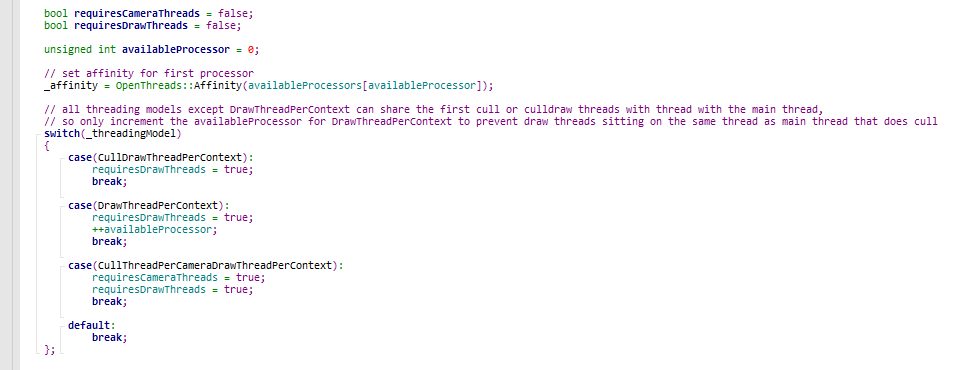 bool requiresCameraThreads = false;
bool requiresDrawThreads = false;
unsigned int availableProcessor = 0;
// set affinity for first processor
_affinity = OpenThreads::Affinity(availableProcessors[availableProcessor]);
// all threading models except DrawThreadPerContext can share the first cull or culldraw threads with thread with the main thread,
// so only increment the availableProcessor for DrawThreadPerContext to prevent draw threads sitting on the same thread as main thread that does cull
switch(_threadingModel)
{
case(CullDrawThreadPerContext):
requiresDrawThreads = true;
break;
case(DrawThreadPerContext):
requiresDrawThreads = true;
++availableProcessor;
break;
case(CullThreadPerCameraDrawThreadPerContext):
requiresCameraThreads = true;
requiresDrawThreads = true;
break;
default:
break;
};